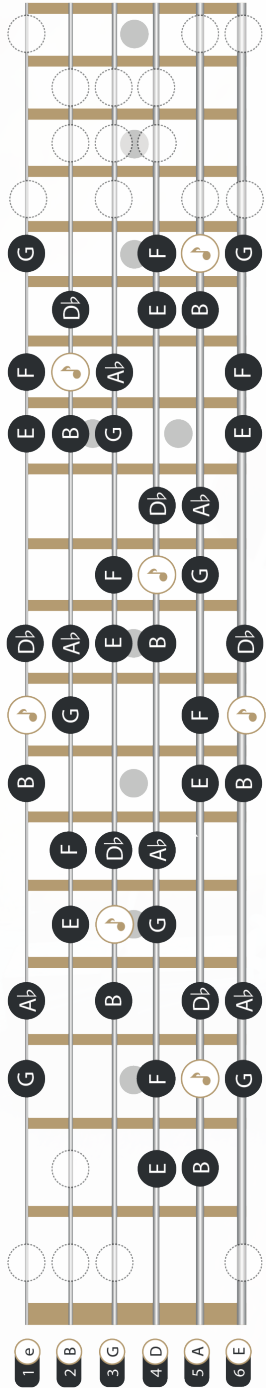 1 e G A♭ B D♭ E F G
2 B E F G A♭ B D♭
3 G B D♭ E F G A♭
4 D E F G A♭ B D♭ E F
5 A B D♭ E F G A♭ B
6 E G A♭ B D♭ E F G